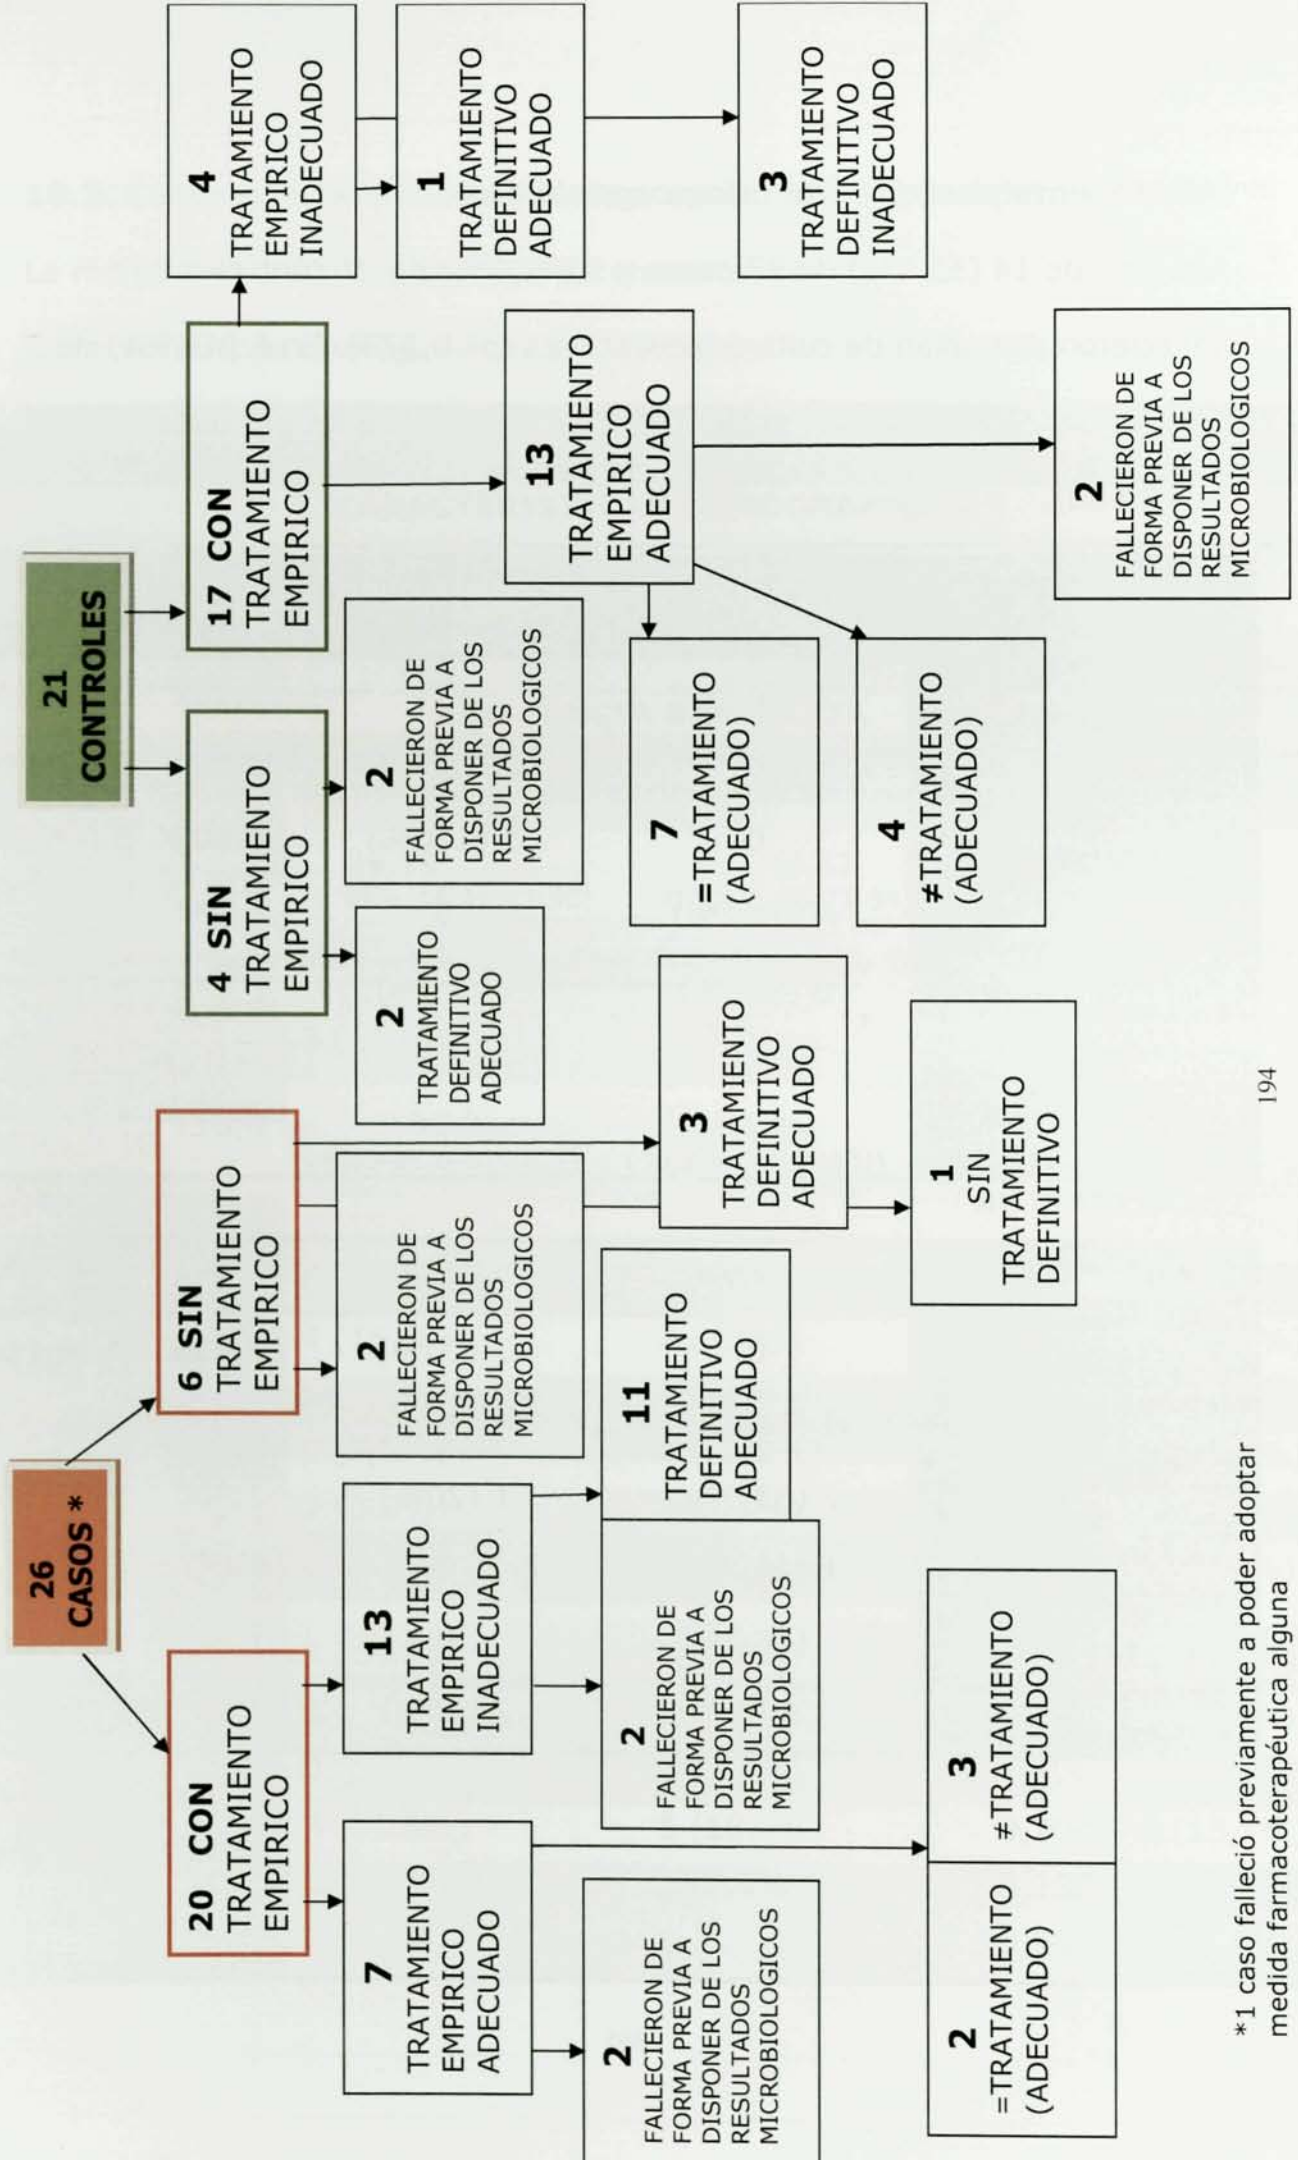 26
CASOS *
20 CON
TRATAMIENTO
EMPIRICO
7
TRATAMIENTO
EMPIRICO
ADECUADO
2
FALLECIERON DE
FORMA PREVIA A
DISPONER DE LOS
RESULTADOS
MICROBIOLOGICOS
2
=TRATAMIENTO
(ADECUADO)
3
≠TRATAMIENTO
(ADECUADO)
13
TRATAMIENTO
EMPIRICO
INADECUADO
2
FALLECIERON DE
FORMA PREVIA A
DISPONER DE LOS
RESULTADOS
MICROBIOLOGICOS
11
TRATAMIENTO
DEFINITIVO
ADECUADO
6 SIN
TRATAMIENTO
EMPIRICO
2
FALLECIERON DE
FORMA PREVIA A
DISPONER DE LOS
RESULTADOS
MICROBIOLOGICOS
3
TRATAMIENTO
DEFINITIVO
ADECUADO
1
SIN
TRATAMIENTO
DEFINITIVO
21
CONTROLES
4 SIN
TRATAMIENTO
EMPIRICO
2
TRATAMIENTO
DEFINITIVO
ADECUADO
2
FALLECIERON DE
FORMA PREVIA A
DISPONER DE LOS
RESULTADOS
MICROBIOLOGICOS
17 CON
TRATAMIENTO
EMPIRICO
13
TRATAMIENTO
EMPIRICO
ADECUADO
7
=TRATAMIENTO
(ADECUADO)
4
≠TRATAMIENTO
(ADECUADO)
2
FALLECIERON DE
FORMA PREVIA A
DISPONER DE LOS
RESULTADOS
MICROBIOLOGICOS
4
TRATAMIENTO
EMPIRICO
INADECUADO
1
TRATAMIENTO
DEFINITIVO
ADECUADO
3
TRATAMIENTO
DEFINITIVO
INADECUADO
*1 caso falleció previamente a poder adoptar
medida farmacoterapéutica alguna
194